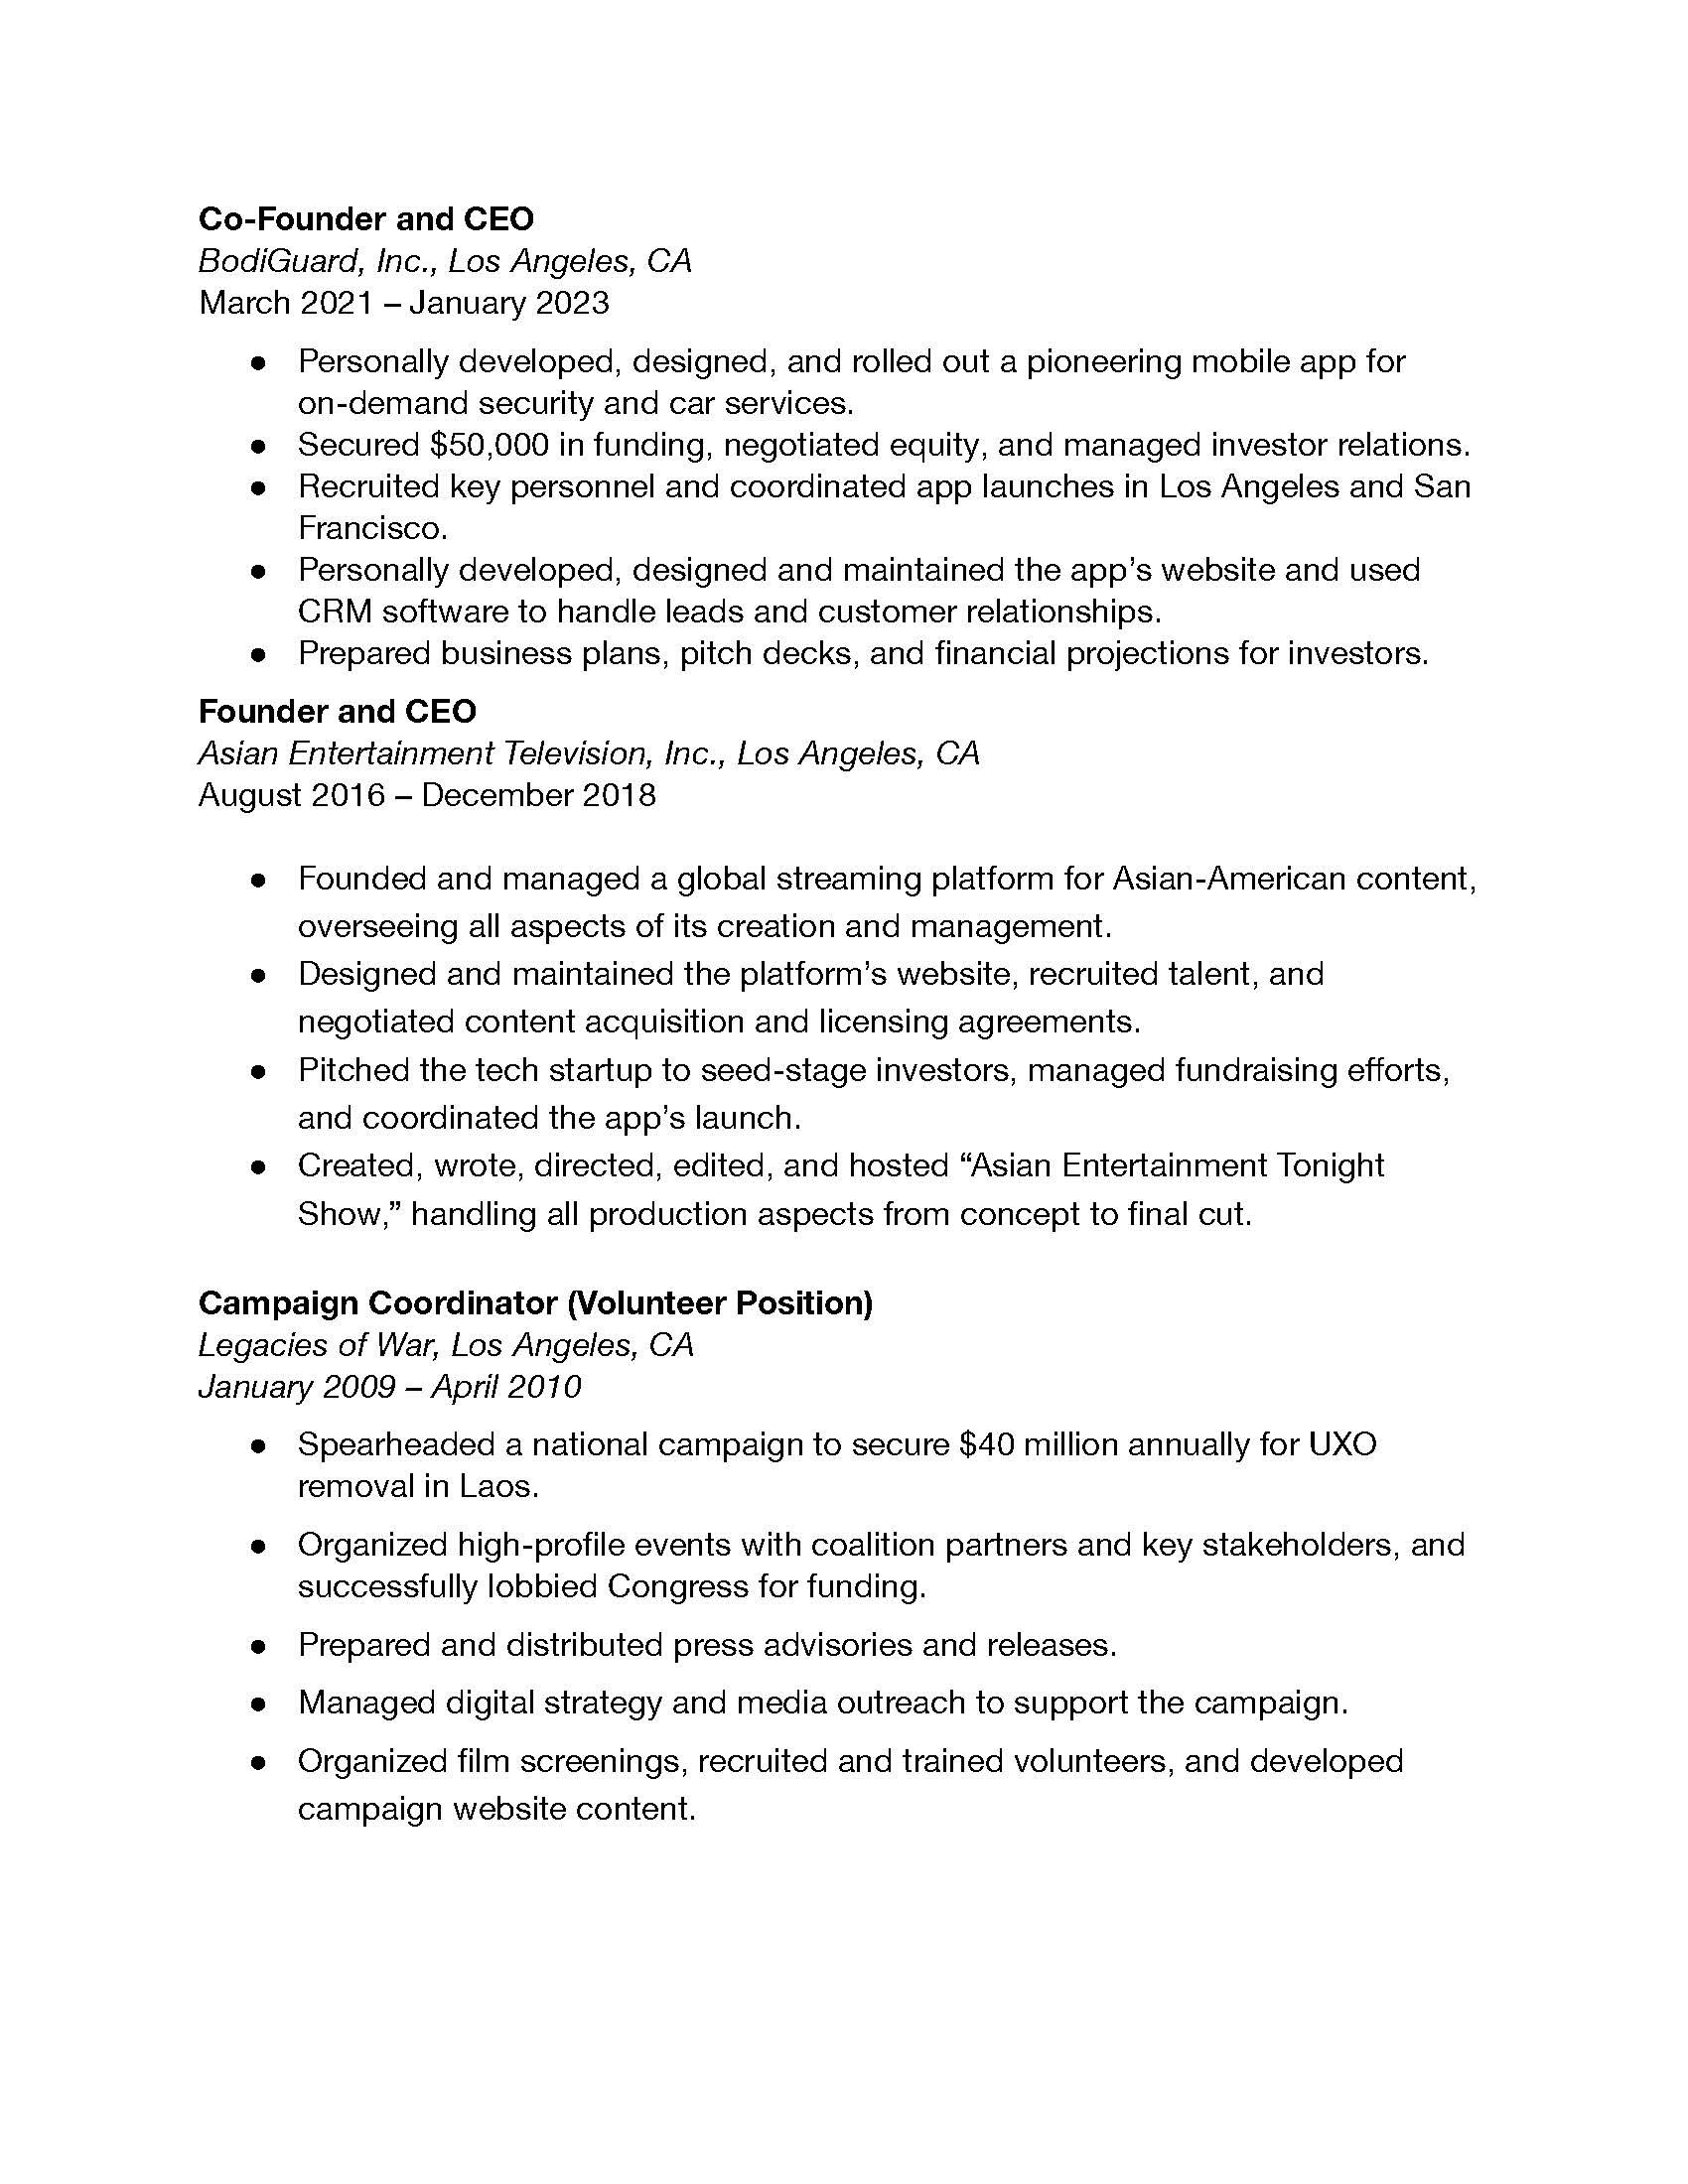 Co-Founder and CEO
BodiGuard, Inc., Los Angeles, CA
March 2021 – January 2023
● Personally developed, designed, and rolled out a pioneering mobile app for
on-demand security and car services.
● Secured $50,000 in funding, negotiated equity, and managed investor relations.
● Recruited key personnel and coordinated app launches in Los Angeles and San
Francisco.
● Personally developed, designed and maintained the app’s website and used
CRM software to handle leads and customer relationships.
● Prepared business plans, pitch decks, and financial projections for investors.
Founder and CEO
Asian Entertainment Television, Inc., Los Angeles, CA
August 2016 – December 2018
● Founded and managed a global streaming platform for Asian-American content,
overseeing all aspects of its creation and management.
● Designed and maintained the platform’s website, recruited talent, and
negotiated content acquisition and licensing agreements.
● Pitched the tech startup to seed-stage investors, managed fundraising efforts,
and coordinated the app’s launch.
● Created, wrote, directed, edited, and hosted “Asian Entertainment Tonight
Show,” handling all production aspects from concept to final cut.
Campaign Coordinator (Volunteer Position)
Legacies of War, Los Angeles, CA
January 2009 – April 2010
● Spearheaded a national campaign to secure $40 million annually for UXO
removal in Laos.
● Organized high-profile events with coalition partners and key stakeholders, and
successfully lobbied Congress for funding.
● Prepared and distributed press advisories and releases.
● Managed digital strategy and media outreach to support the campaign.
● Organized film screenings, recruited and trained volunteers, and developed
campaign website content.